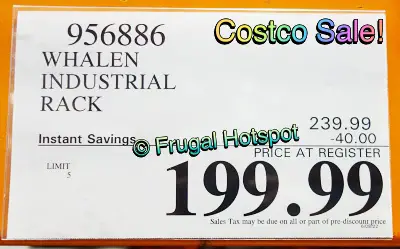 956886
Costco Sale!
WHALEN
INDUSTRIAL
RACK
239.99
Instant Savings
-40.00
© Frugal Hotspot
PRICE AT REGISTER
LIMIT
5
199.99
Sales Tax may be due on all or part of pre-discount price